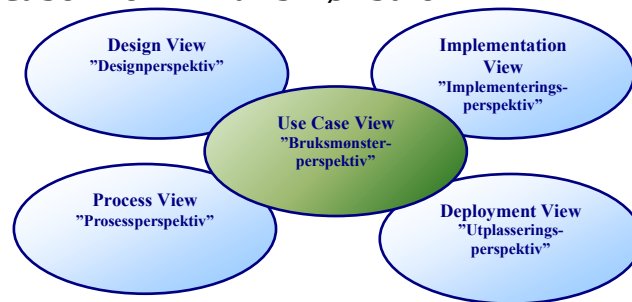 Design View
”Designperspektiv”
Implementation
View
”Implementerings-
perspektiv”
Use Case View
”Bruksmønster-
perspektiv”
Process View
”Prosessperspektiv”
Deployment View
”Utplasserings-
perspektiv”